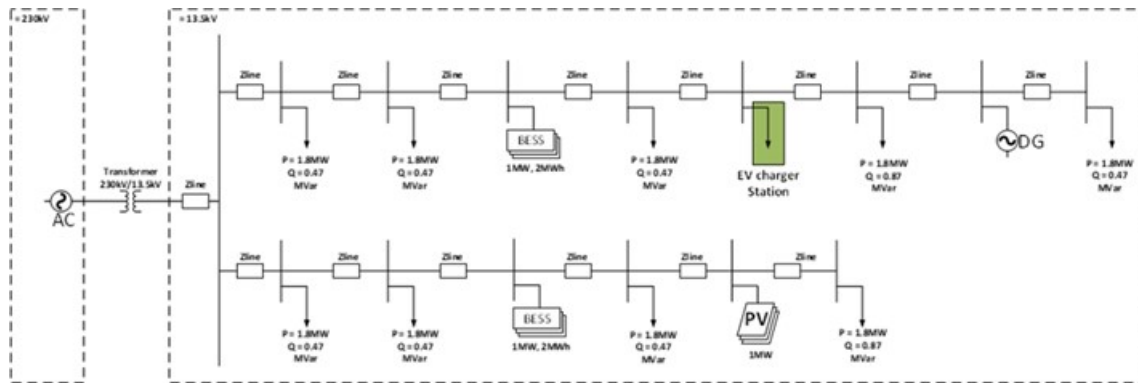 ≈230kV
≈13.5kV
Zline
Zline
Zline
Zline
Zline
Zline
Zline
Zline
BESS
1MW, 2MWh
DG
P = 1.8MW
Q = 0.47
MVar
P = 1.8MW
Q = 0.47
MVar
P = 1.8MW
Q = 0.47
MVar
EV charger
Station
P = 1.8MW
Q = 0.87
MVar
P = 1.8MW
Q = 0.47
MVar
Transformer
230kV/13.5kV
Zline
AC
Zline
Zline
Zline
Zline
Zline
Zline
BESS
1MW, 2MWh
PV
1MW
P = 1.8MW
Q = 0.47
MVar
P = 1.8MW
Q = 0.47
MVar
P = 1.8MW
Q = 0.47
MVar
P = 1.8MW
Q = 0.87
MVar